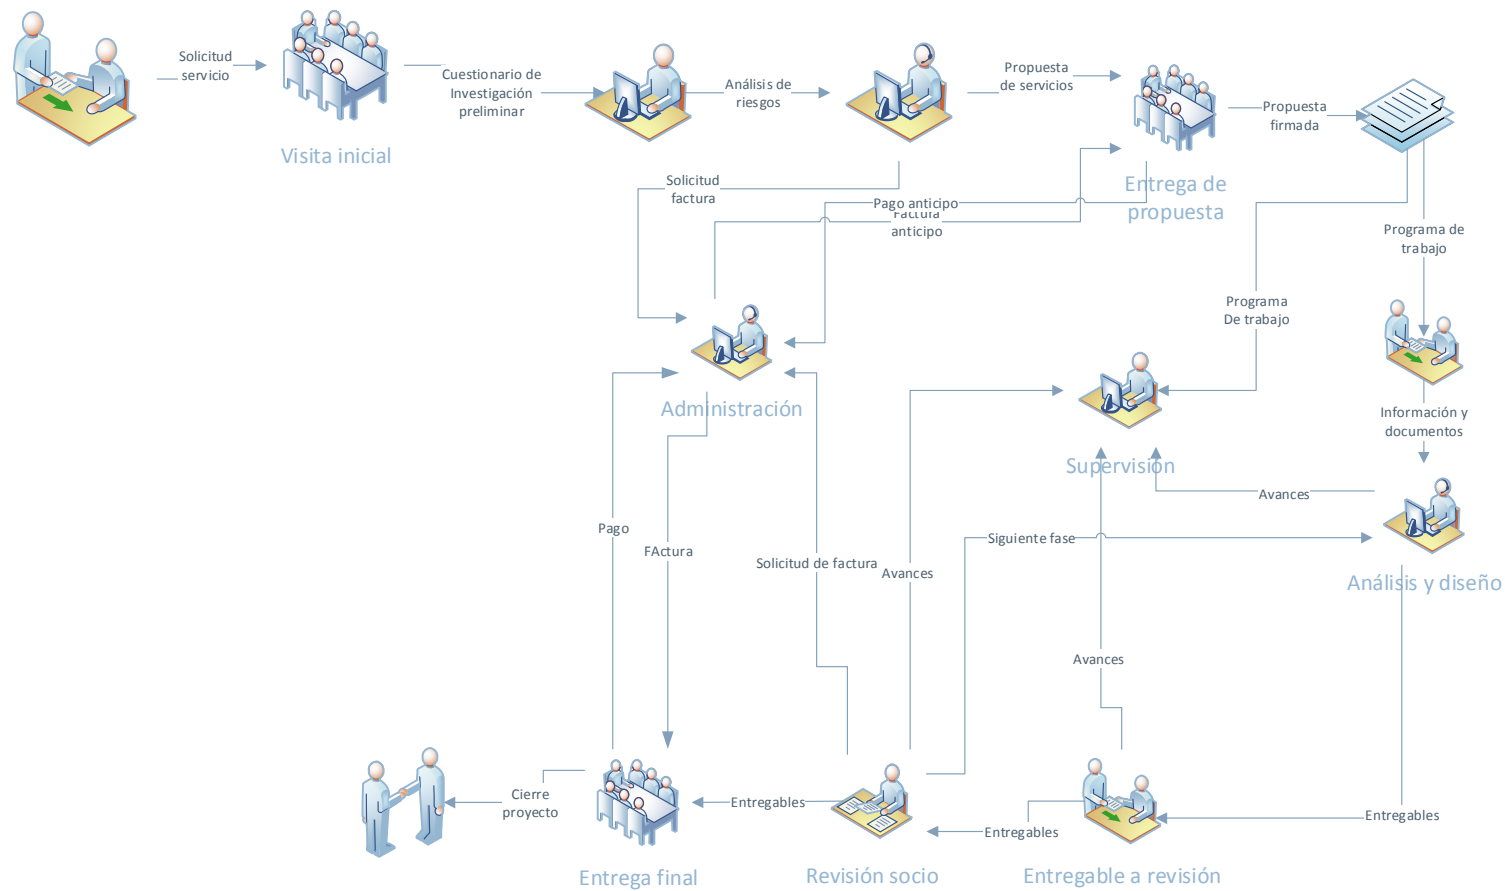 Solicitud
servicio
Visita inicial
Cuestionario de
Investigación
preliminar
Análisis de
riesgos
Propuesta
de servicios
Entrega de
propuesta
Propuesta
firmada
Solicitud
factura
Pago anticipo
Factura
anticipo
Programa de
trabajo
Programa
De trabajo
Administración
Supervisión
Información y
documentos
Avances
Siguiente fase
Análisis y diseño
Pago
FActura
Solicitud de factura
Avances
Avances
Cierre
proyecto
Entregables
Entregables
Entregables
Entrega final
Revisión socio
Entregable a revisión